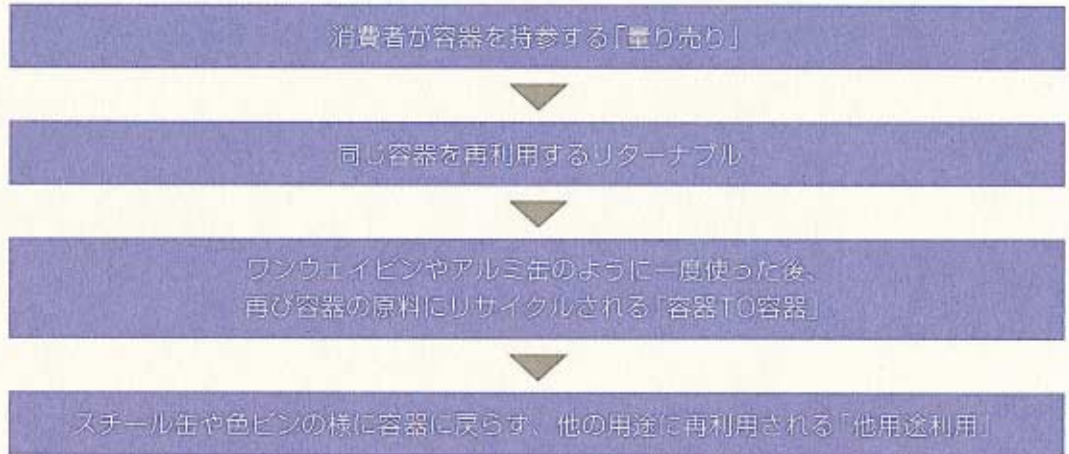 消費者が容器を持参する「量り売り」
同じ容器を再利用するリターナブル
ワンウェイビンやアルミ缶のように一度使った後、
再び容器の原料にリサイクルされる「容器TO容器」
スチール缶や色ビンの様に容器に戻らず、他の用途に再利用される「他用途利用」